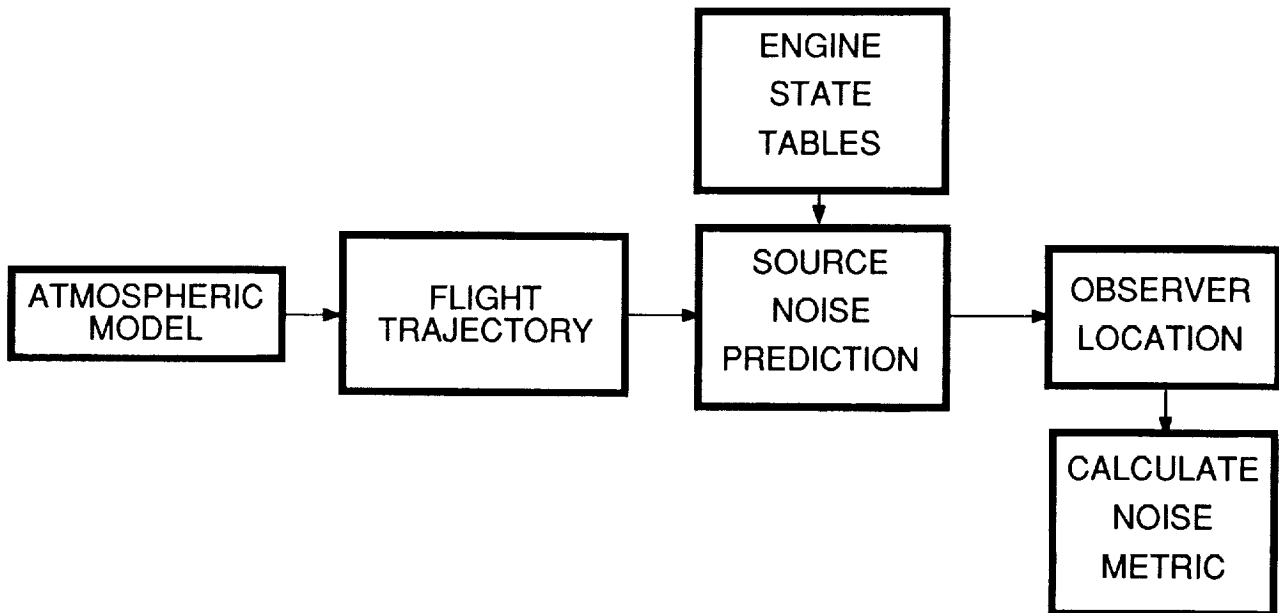 ENGINE
STATE
TABLES
ATMOSPHERIC
MODEL
FLIGHT
TRAJECTORY
SOURCE
NOISE
PREDICTION
OBSERVER
LOCATION
CALCULATE
NOISE
METRIC